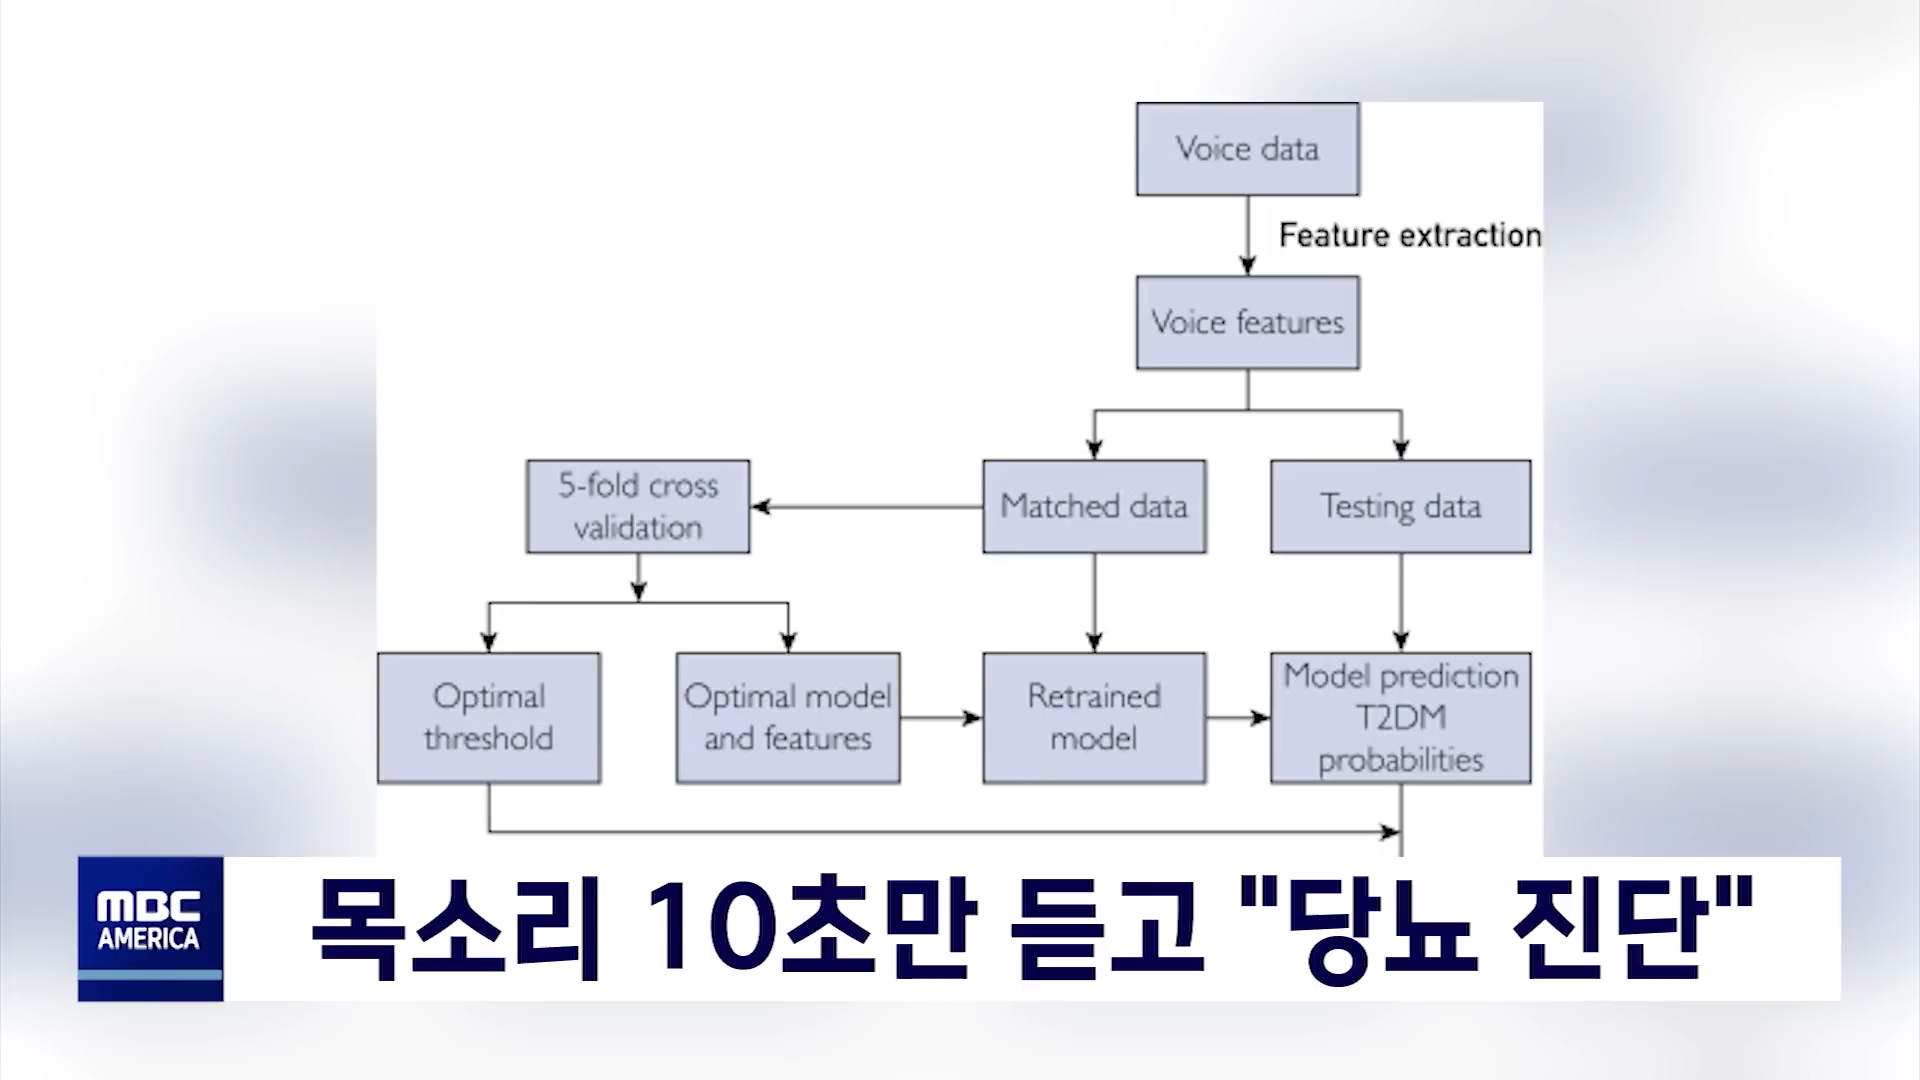 Voice data
Feature extraction
Voice features
5-fold cross
validation
Matched data
Testing data
Optimal
threshold
Optimal model
and features
Retrained
model
Model prediction
T2DM
probabilities
MBC
AMERICA
목소리 10초만 듣고 "당뇨 진단"